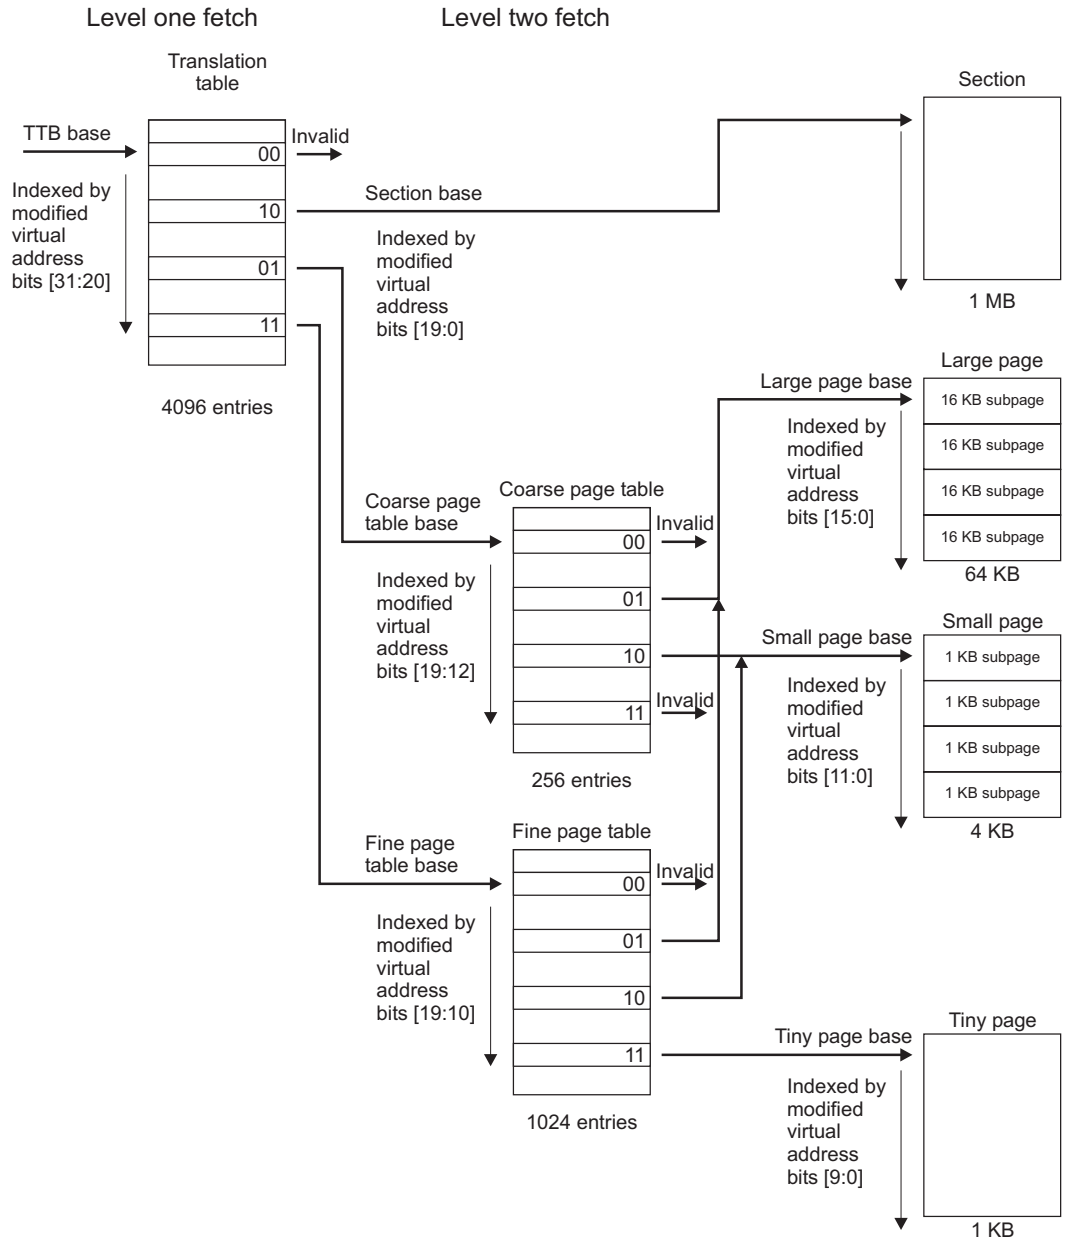 Level one fetch
Level two fetch
Translation
table
TTB base
Indexed by
modified
virtual
address
bits [31:20]
00
10
01
11
4096 entries
Invalid
Section base
Indexed by
modified
virtual
address
bits [19:0]
Section
1 MB
Large page base
Indexed by
modified
virtual
address
bits [15:0]
Large page
16 KB subpage
16 KB subpage
16 KB subpage
16 KB subpage
64 KB
Coarse page
table base
Indexed by
modified
virtual
address
bits [19:12]
Coarse page table
00
01
10
11
256 entries
Invalid
Invalid
Small page base
Indexed by
modified
virtual
address
bits [11:0]
Small page
1 KB subpage
1 KB subpage
1 KB subpage
1 KB subpage
4 KB
Fine page
table base
Indexed by
modified
virtual
address
bits [19:10]
Fine page table
00
01
10
11
1024 entries
Invalid
Tiny page base
Indexed by
modified
virtual
address
bits [9:0]
Tiny page
1 KB